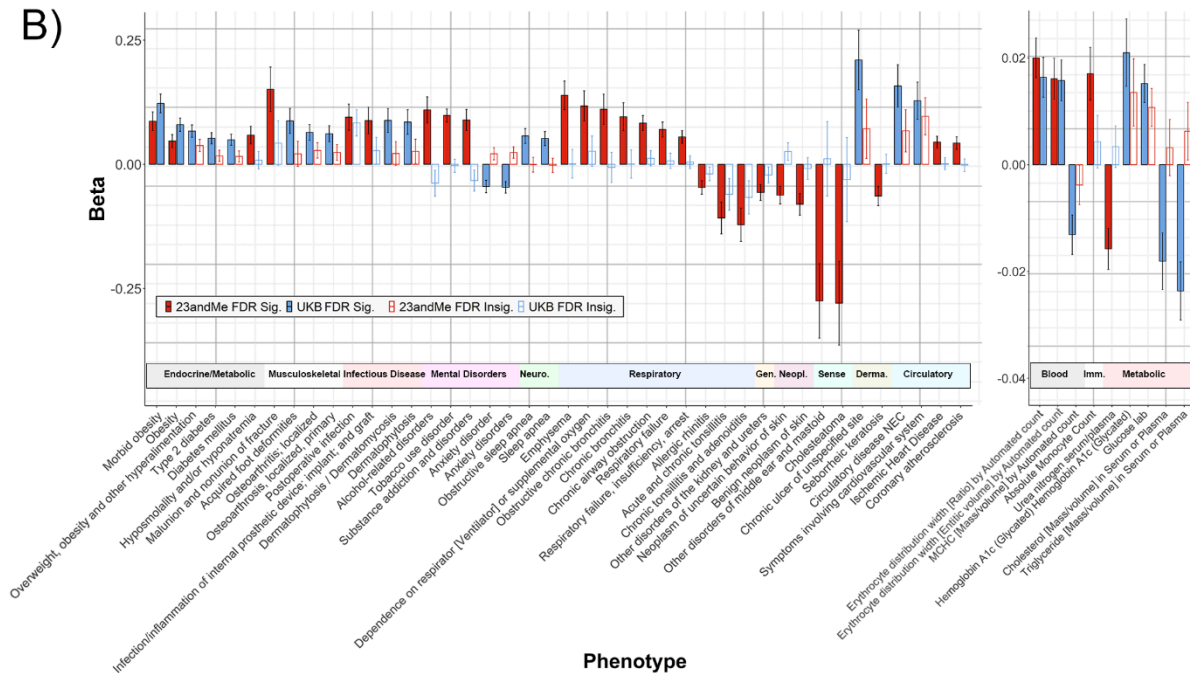 B)
Beta
0.25
0.00
-0.25
0.02
0.00
-0.02
-0.04
23andMe FDR Sig.
UKB FDR Sig.
23andMe FDR Insig.
UKB FDR Insig.
Endocrine/Metabolic
Musculoskeletal
Infectious Disease
Mental Disorders
Neuro.
Respiratory
Gen.
Neopl.
Sense
Derma.
Circulatory
Blood
Imm.
Metabolic
Morbid obesity
Obesity
Overweight, obesity and other hyperalimentation
Type 2 diabetes
Diabetes mellitus
Hyposmolality and/or hyponatremia
Malunion and nonunion of fracture
Acquired foot deformities
Osteoarthritis, localized
Osteoarthrosis, localized, primary
Postoperative infection
Infection/inflammation of internal prosthetic device; implant; and graft
Dermatophytosis / Dermatomycosis
Dermatophytosis
Alcohol-related disorders
Tobacco use disorder
Substance addiction and disorders
Anxiety disorder
Anxiety disorders
Obstructive sleep apnea
Sleep apnea
Emphysema
Dependence on respirator [Ventilator] or supplemental oxygen
Obstructive chronic bronchitis
Chronic bronchitis
Chronic airway obstruction
Respiratory failure
Respiratory failure, insufficiency, arrest
Allergic rhinitis
Acute and chronic tonsillitis
Chronic tonsillitis and adenoiditis
Other disorders of the kidney and ureters
Neoplasm of uncertain behavior of skin
Benign neoplasm of skin
Other disorders of middle ear and mastoid
Cholesteatoma
Chronic ulcer of unspecified site
Seborrheic keratosis
Circulatory disease NEC
Symptoms involving cardiovascular system
Ischemic Heart Disease
Coronary atherosclerosis
Erythrocyte distribution width [Ratio] by Automated count
Erythrocyte distribution width [Entitic volume] by Automated count
MCHC [Mass/volume] by Automated count
Absolute Monocyte Count
Urea nitrogen serum/plasma
Hemoglobin A1c (Glycated) Hemoglobin A1c (Glycated)
Glucose lab
Cholesterol [Mass/volume] in Serum or Plasma
Triglyceride [Mass/volume] in Serum or Plasma
Phenotype